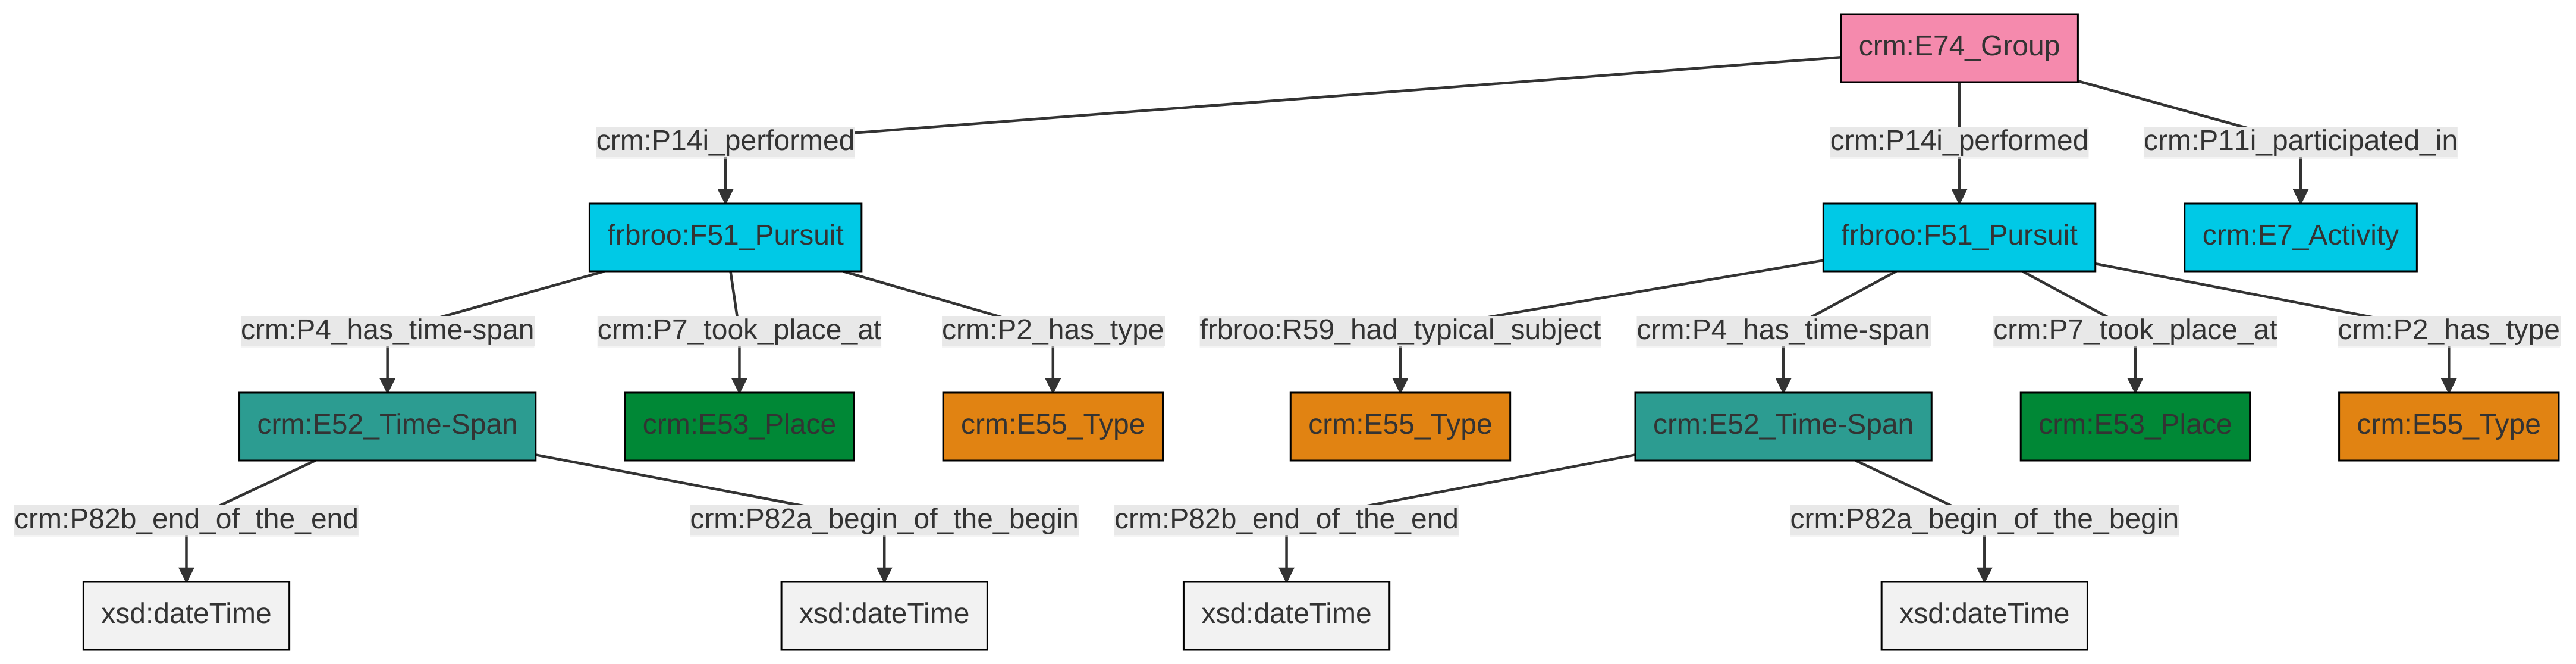 crm:E74_Group
crm:P14i_performed
crm:P14i_performed
crm:P11i_participated_in
frbroo:F51_Pursuit
frbroo:F51_Pursuit
crm:E7_Activity
crm:P4_has_time-span
crm:P7_took_place_at
crm:P2_has_type
frbroo:R59_had_typical_subject
crm:P4_has_time-span
crm:P7_took_place_at
crm:P2_has_type
crm:E52_Time-Span
crm:E53_Place
crm:E55_Type
crm:E55_Type
crm:E52_Time-Span
crm:E53_Place
crm:E55_Type
crm:P82b_end_of_the_end
crm:P82a_begin_of_the_begin
crm:P82b_end_of_the_end
crm:P82a_begin_of_the_begin
xsd:dateTime
xsd:dateTime
xsd:dateTime
xsd:dateTime